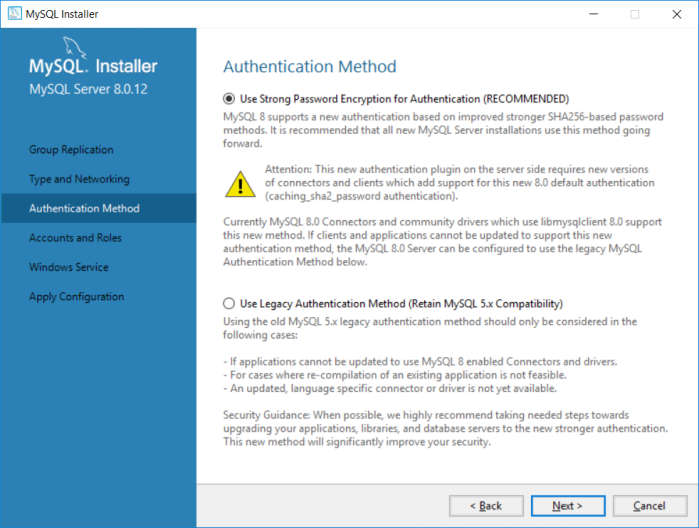 MySQL Installer
MySQL. Installer
MySQL Server 8.0.12
Group Replication
Type and Networking
Authentication Method
Accounts and Roles
Windows Service
Apply Configuration
Authentication Method
Use Strong Password Encryption for Authentication (RECOMMENDED)
MySQL 8 supports a new authentication based on improved stronger SHA256-based password
methods. It is recommended that all new MySQL Server installations use this method going
forward.
Attention: This new authentication plugin on the server side requires new versions
of connectors and clients which add support for this new 8.0 default authentication
(caching_sha2_password authentication).
Currently MySQL 8.0 Connectors and community drivers which use libmysqlclient 8.0 support
this new method. If clients and applications cannot be updated to support this new
authentication method, the MySQL 8.0 Server can be configured to use the legacy MySQL
Authentication Method below.
Use Legacy Authentication Method (Retain MySQL 5.x Compatibility)
Using the old MySQL 5.x legacy authentication method should only be considered in the
following cases:
- If applications cannot be updated to use MySQL 8 enabled Connectors and drivers.
- For cases where re-compilation of an existing application is not feasible.
- An updated, language specific connector or driver is not yet available.
Security Guidance: When possible, we highly recommend taking needed steps towards
upgrading your applications, libraries, and database servers to the new stronger authentication.
This new method will significantly improve your security.
< Back
Next >
Cancel